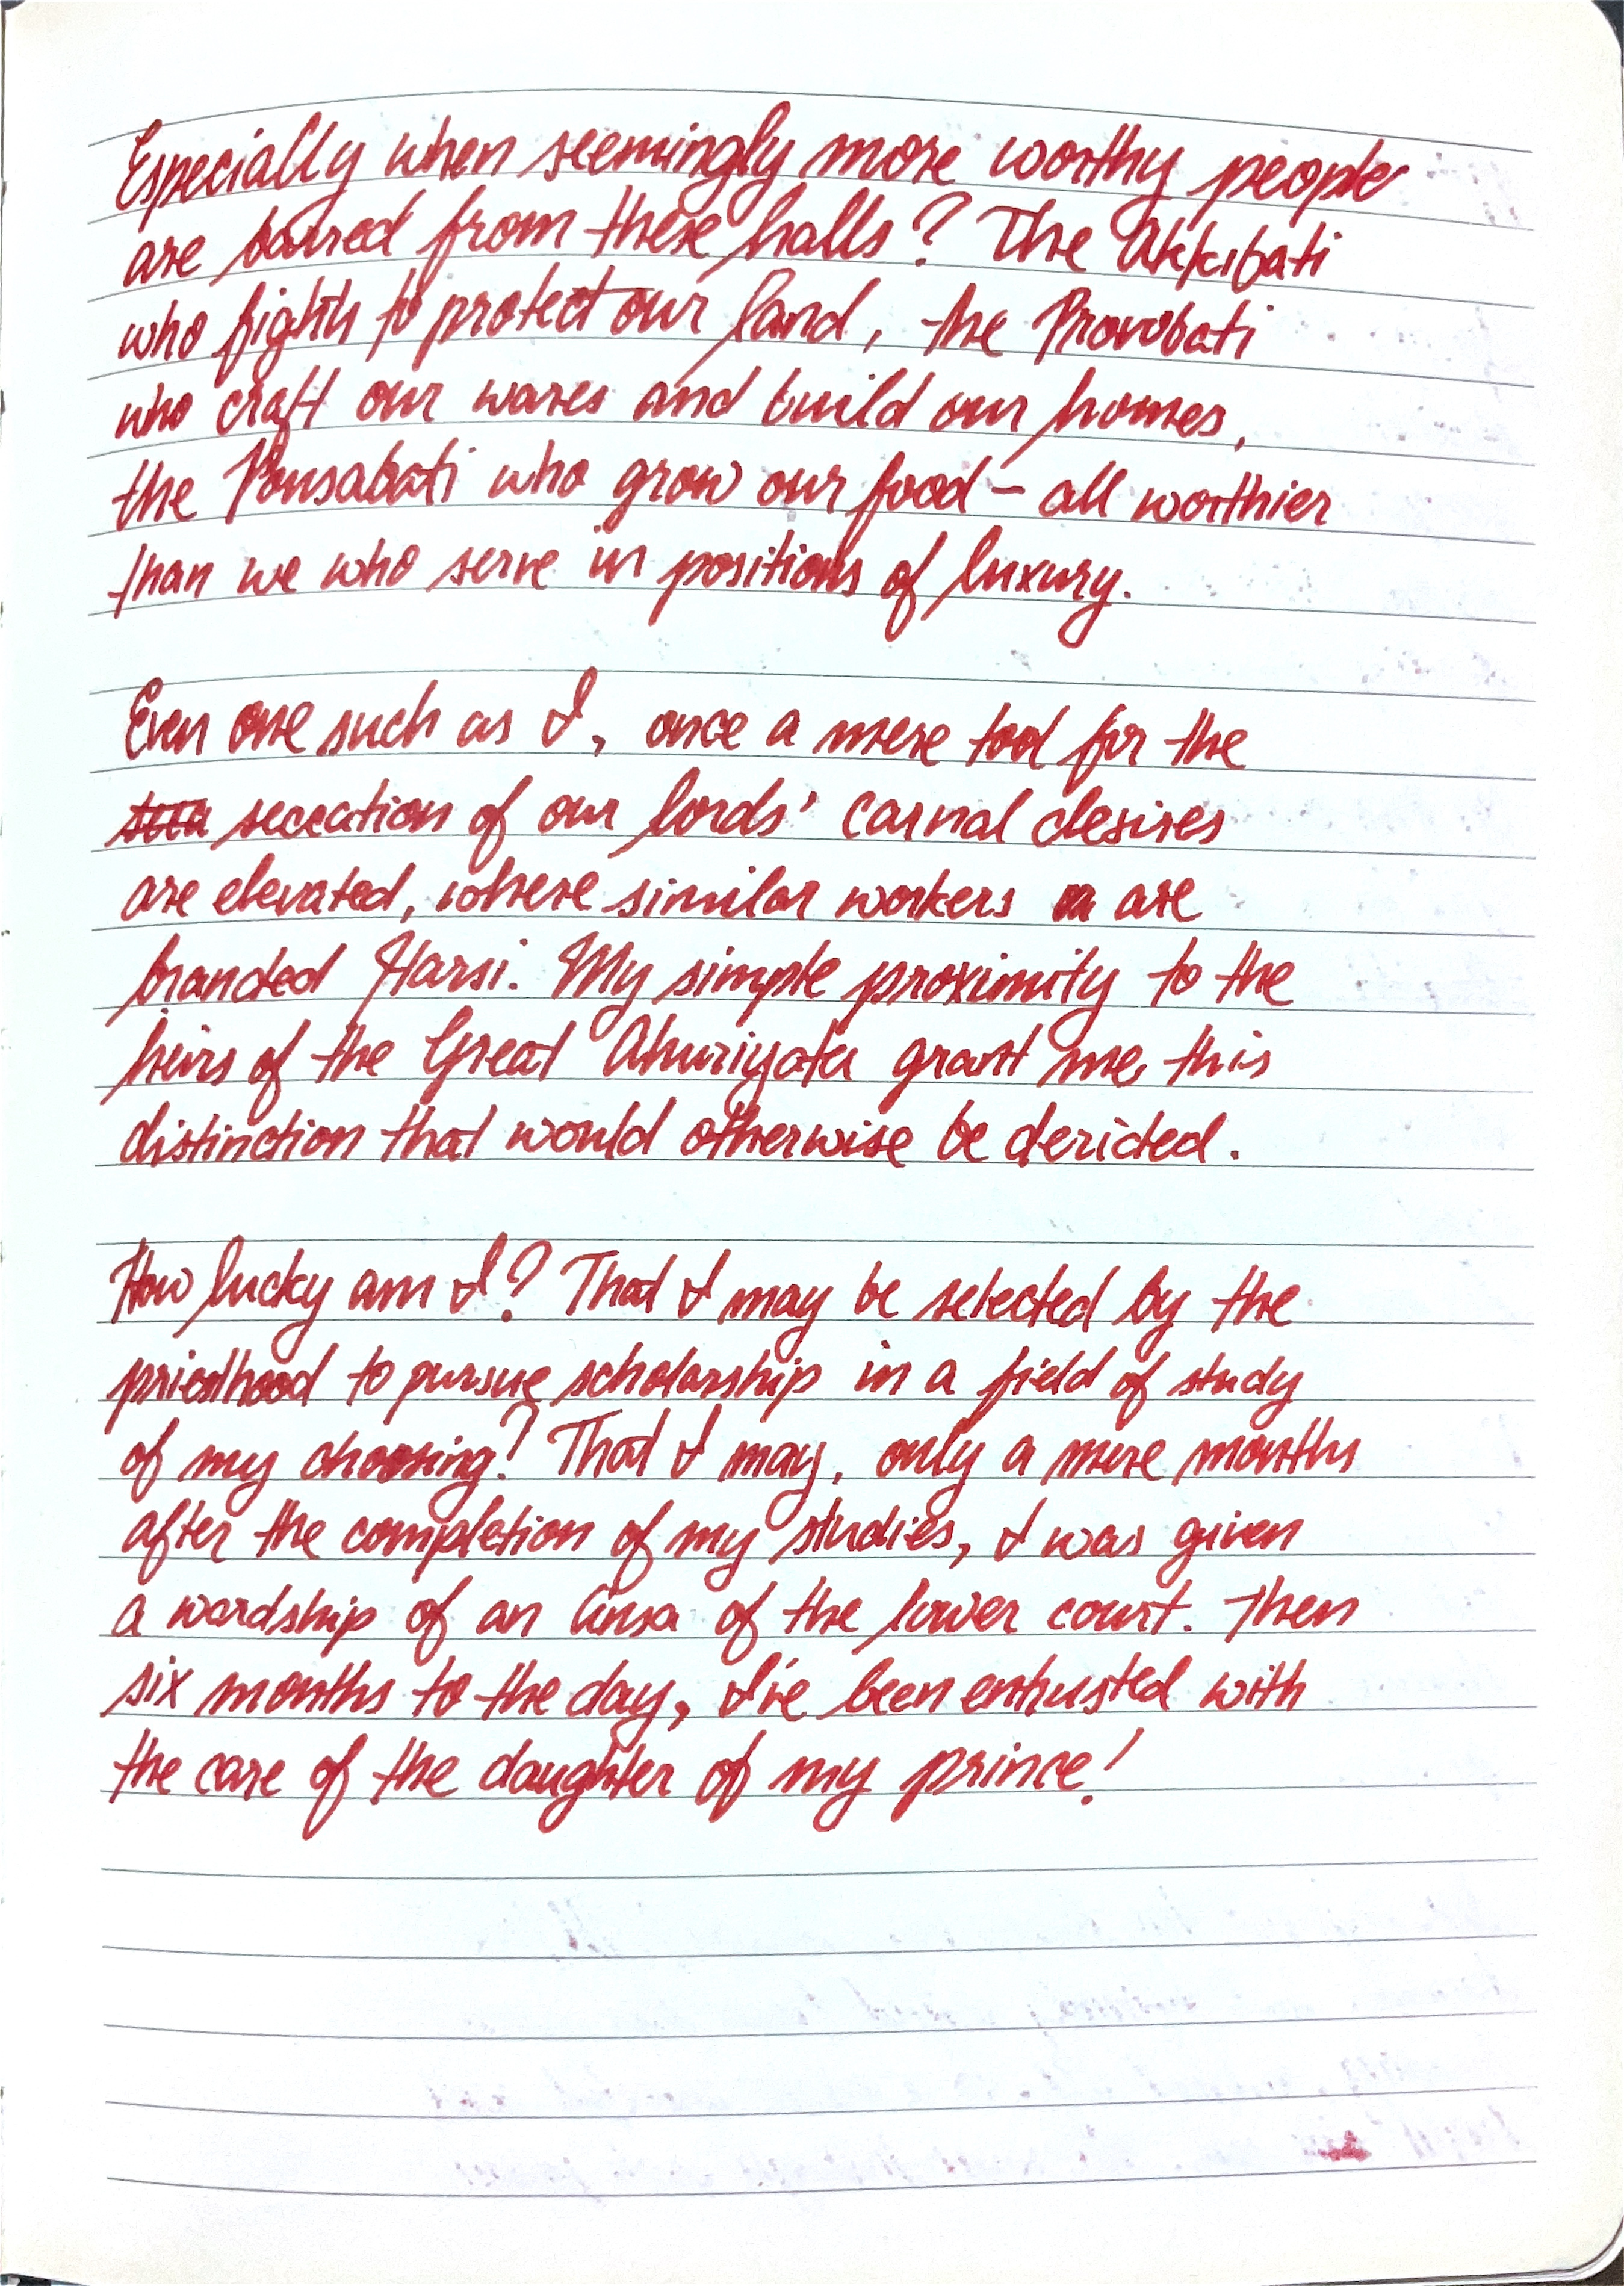 Especially when seemingly more worthy people
are barred from these halls? The Akkibati
who fights to protect our land, the Provobati
who craft our wares and build our homes,
the Ponsabati who grow our food – all worthier
than we who serve in positions of luxury.
Even one such as I, once a mere tool for the
seccation of our lords' carnal desires
are elevated, where similar workers are
branded Harsi. My simple proximity to the
heirs of the Great Ahuriyata grant me this
distinction that would otherwise be derided.
How lucky am I? That I may be selected by the
priesthood to pursue scholarship in a field of study
of my choosing? That I may, only a mere months
after the completion of my studies, I was given
a wardship of an Ansa of the lower court. Then
six months to the day, I've been entrusted with
the care of the daughter of my prince!